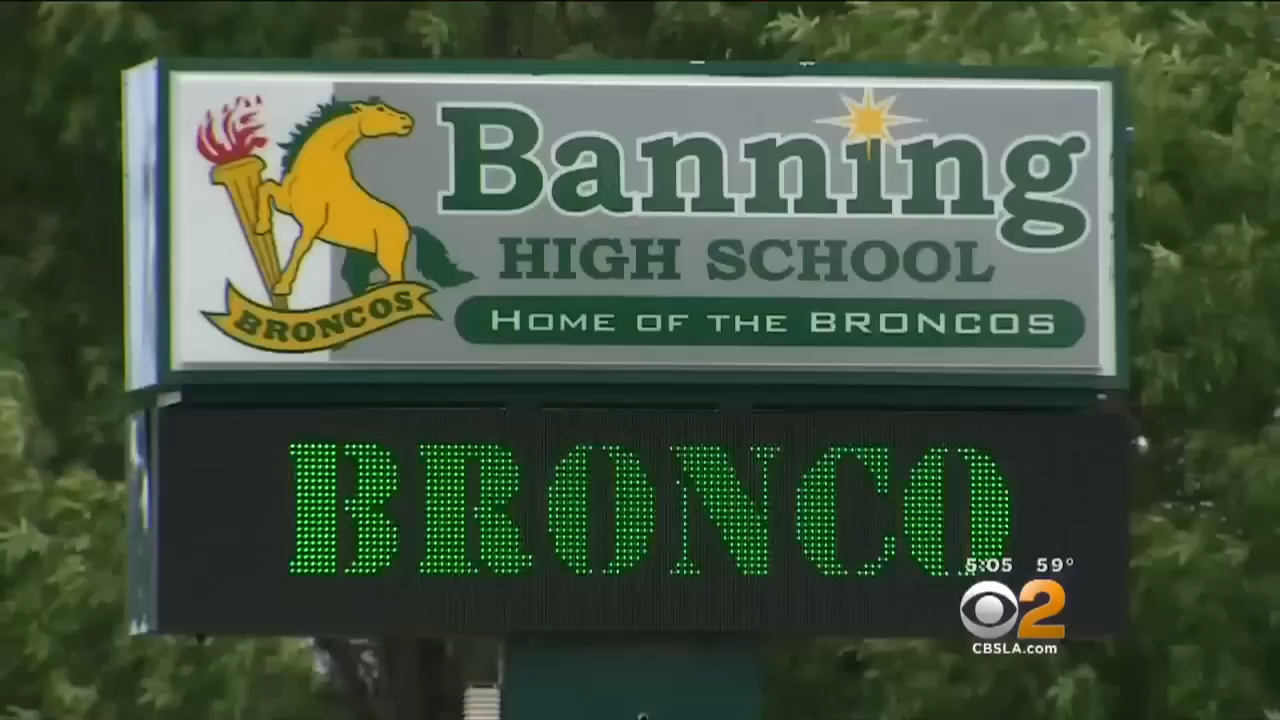 Banning
HIGH SCHOOL
HOME OF THE BRONCOS
BRONCOS
BRONCO
5:05 59°
2
CBSLA.com